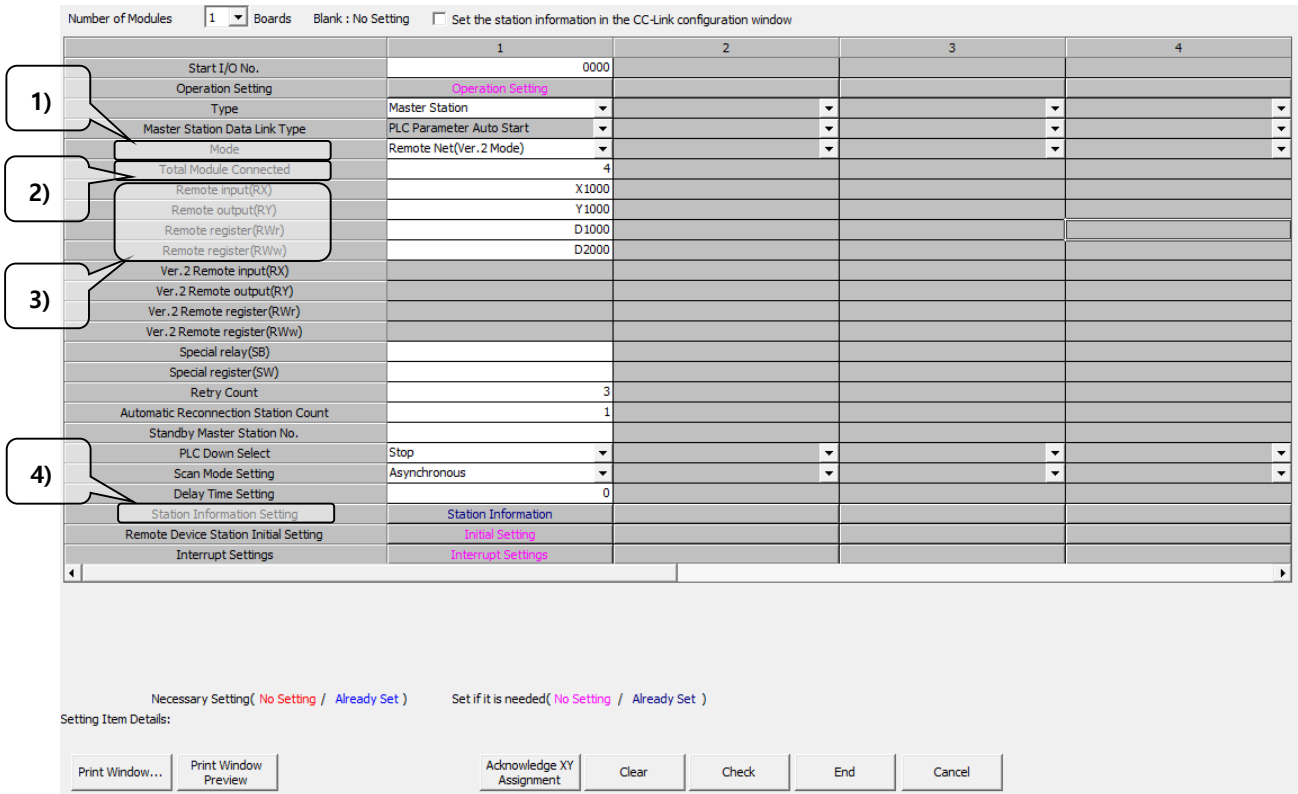 Number of Modules 1 Boards Blank : No Setting Set the station information in the CC-Link configuration window
1 2 3 4
Start I/O No. 0000
Operation Setting Operation Setting
1)
Type Master Station
Master Station Data Link Type PLC Parameter Auto Start
Mode Remote Net(Ver.2 Mode)
Total Module Connected 4
2)
Remote input(RX) X1000
Remote output(RY) Y1000
Remote register(RWr) D1000
Remote register(RWw) D2000
Ver.2 Remote input(RX)
3)
Ver.2 Remote output(RY)
Ver.2 Remote register(RWr)
Ver.2 Remote register(RWw)
Special relay(SB)
Special register(SW)
Retry Count 3
Automatic Reconnection Station Count 1
Standby Master Station No.
PLC Down Select Stop
4)
Scan Mode Setting Asynchronous
Delay Time Setting 0
Station Information Setting Station Information
Remote Device Station Initial Setting Initial Setting
Interrupt Settings Interrupt Settings
Necessary Setting( No Setting / Already Set ) Set if it is needed( No Setting / Already Set )
Setting Item Details:
Print Window... Print Window Preview Acknowledge XY Assignment Clear Check End Cancel